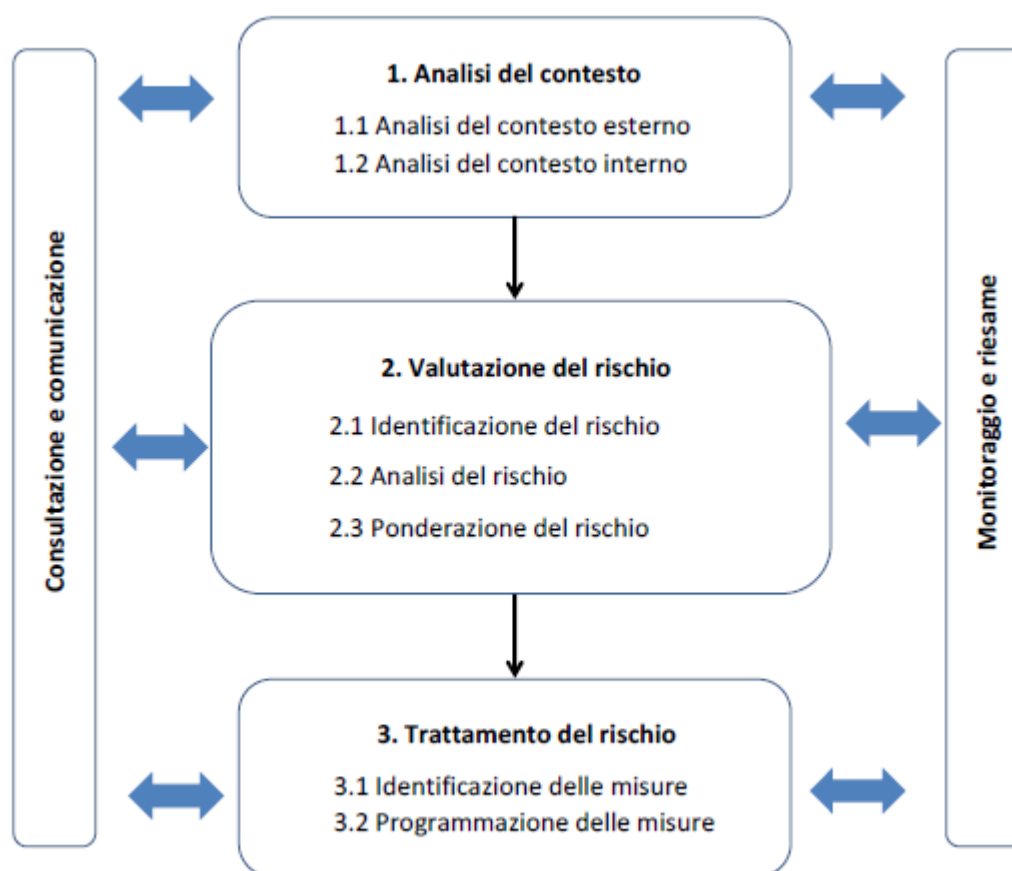 Consultazione e comunicazione
1. Analisi del contesto
1.1 Analisi del contesto esterno
1.2 Analisi del contesto interno
2. Valutazione del rischio
2.1 Identificazione del rischio
2.2 Analisi del rischio
2.3 Ponderazione del rischio
3. Trattamento del rischio
3.1 Identificazione delle misure
3.2 Programmazione delle misure
Monitoraggio e riesame